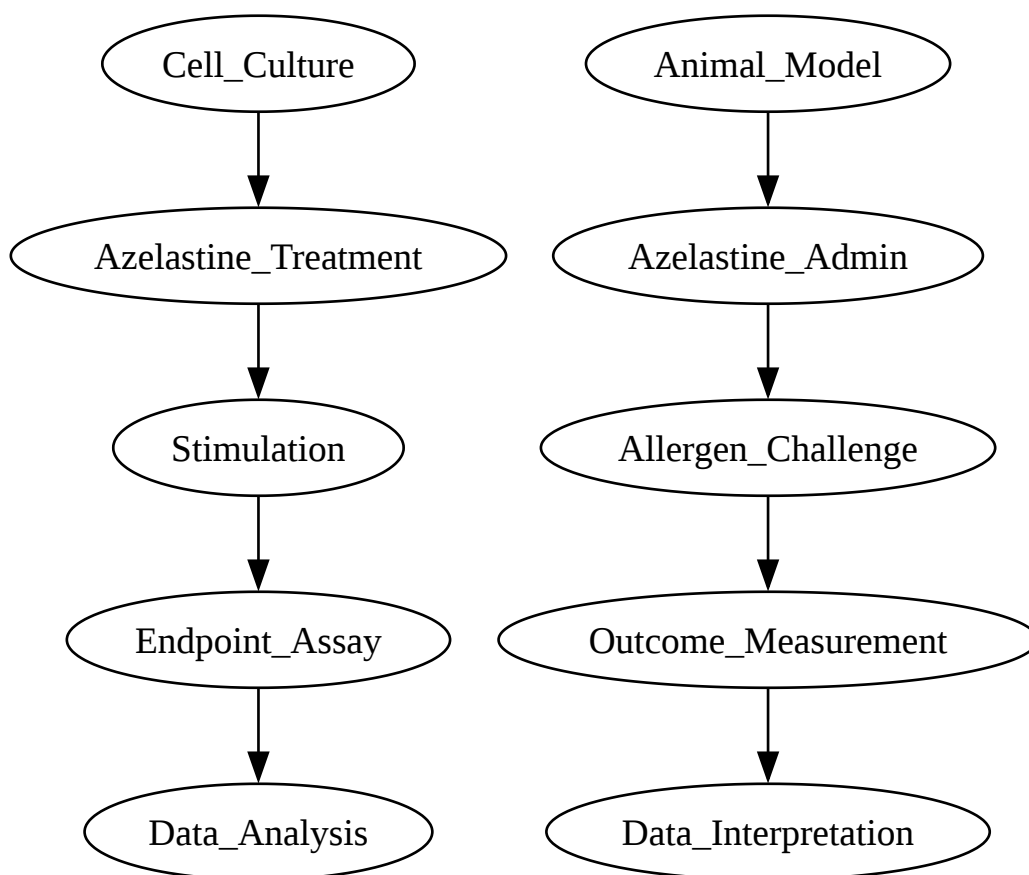 Cell_Culture
Azelastine_Treatment
Stimulation
Endpoint_Assay
Data_Analysis
Animal_Model
Azelastine_Admin
Allergen_Challenge
Outcome_Measurement
Data_Interpretation